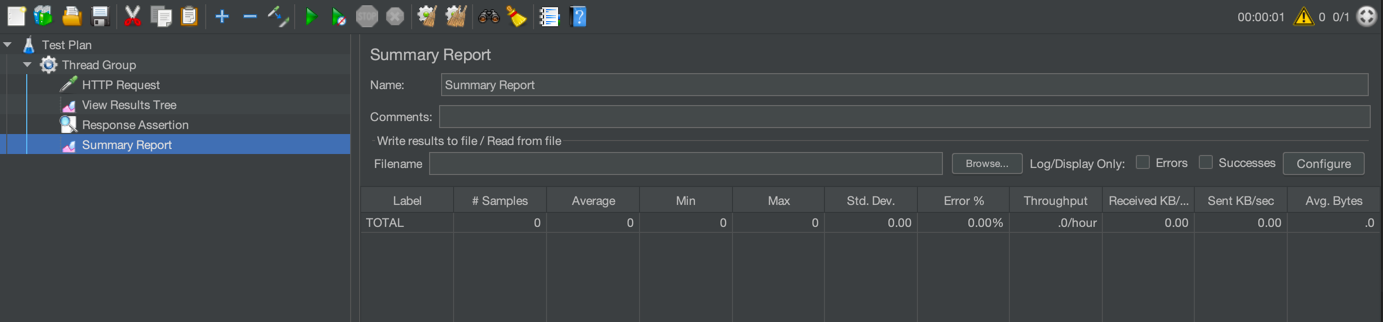 STOP
00:00:01 0 0/1
Test Plan
Thread Group
HTTP Request
View Results Tree
Response Assertion
Summary Report
Summary Report
Name: Summary Report
Comments:
Write results to file / Read from file
Filename Browse... Log/Display Only: Errors Successes Configure
Label # Samples Average Min Max Std. Dev. Error % Throughput Received KB/... Sent KB/sec Avg. Bytes
TOTAL 0 0 0 0 0.00 0.00% .0/hour 0.00 0.00 .0